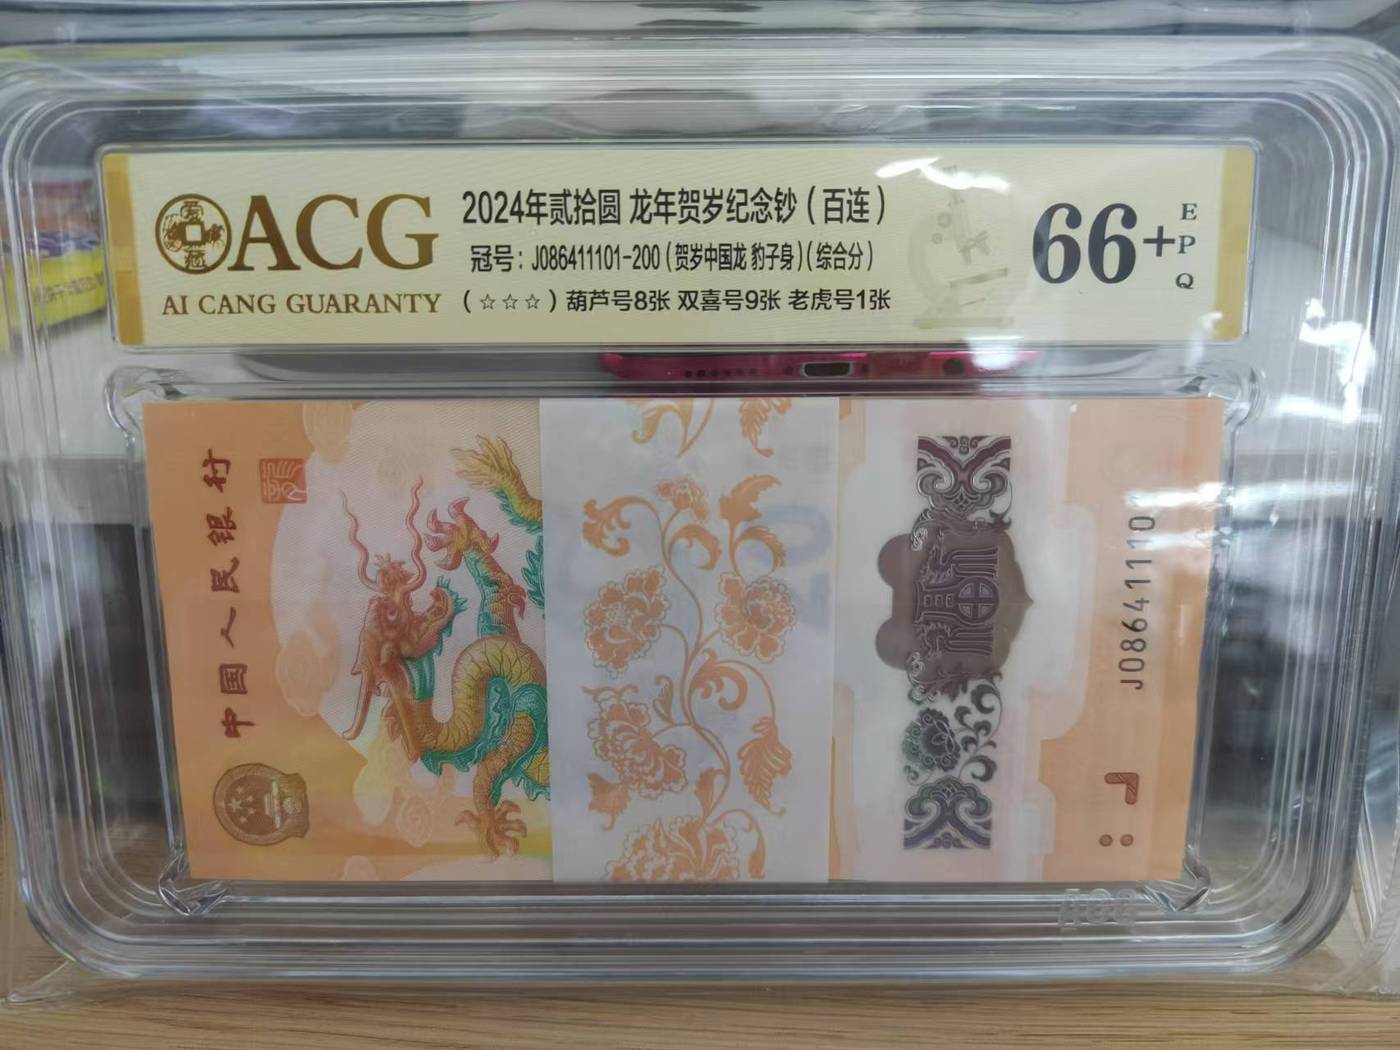 ACG
AI CANG GUARANTY
2024年贰拾圆 龙年贺岁纪念钞（百连）
冠号：J086411101-200（贺岁中国龙 豹子身）(综合分）
（☆☆☆）葫芦号8张 双喜号9张 老虎号1张
66+
EPQ
中国人民银行
J086411101